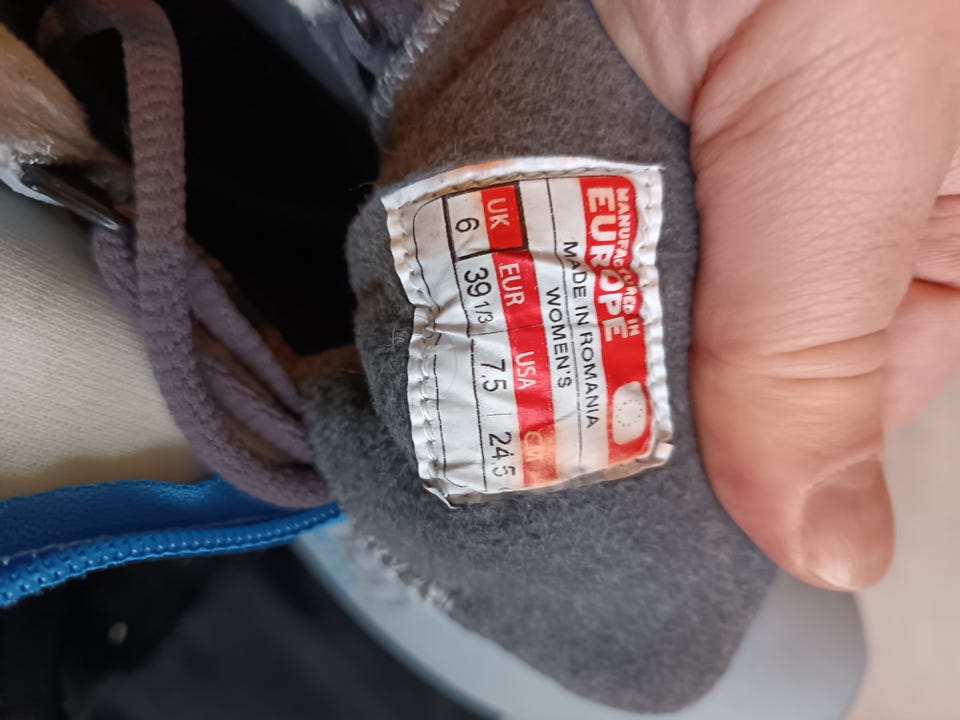 MANUFACTURED IN
EUROPE
MADE IN ROMANIA
WOMEN'S
UK EUR USA CM
6 39 1/3 7,5 24.5